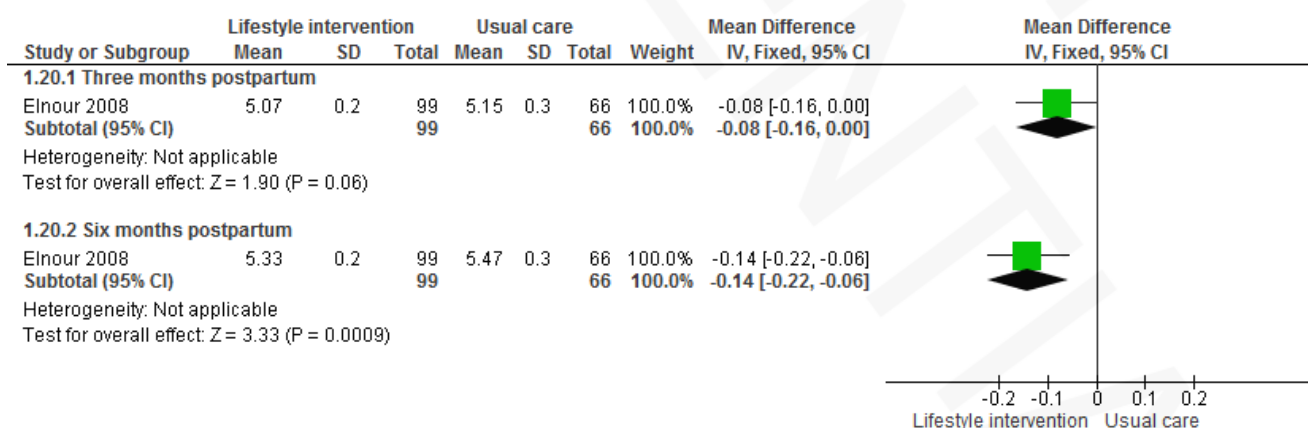 Lifestyle intervention Usual care Mean Difference Mean Difference
Study or Subgroup Mean SD Total Mean SD Total Weight IV, Fixed, 95% CI IV, Fixed, 95% CI
1.20.1 Three months postpartum
Elnour 2008 5.07 0.2 99 5.15 0.3 66 100.0% -0.08 [-0.16, 0.00]
Subtotal (95% CI) 99 66 100.0% -0.08 [-0.16, 0.00]
Heterogeneity: Not applicable
Test for overall effect: Z = 1.90 (P = 0.06)
1.20.2 Six months postpartum
Elnour 2008 5.33 0.2 99 5.47 0.3 66 100.0% -0.14 [-0.22, -0.06]
Subtotal (95% CI) 99 66 100.0% -0.14 [-0.22, -0.06]
Heterogeneity: Not applicable
Test for overall effect: Z = 3.33 (P = 0.0009)
-0.2 -0.1 0 0.1 0.2
Lifestyle intervention Usual care